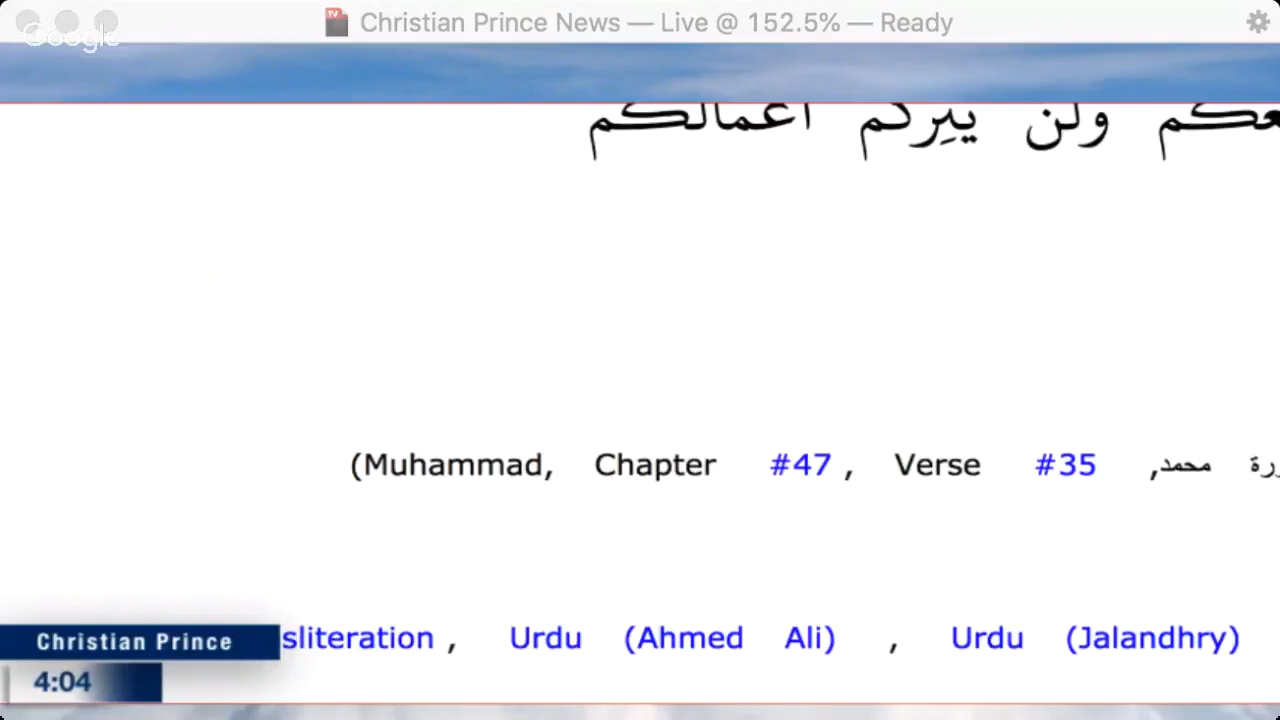 Google
Christian Prince News — Live @ 152.5% — Ready
ولن يتركم اعمالكم
(Muhammad, Chapter #47, Verse #35 ,محمد
Christian Prince
sliteration , Urdu (Ahmed Ali) , Urdu (Jalandhry)
4:04